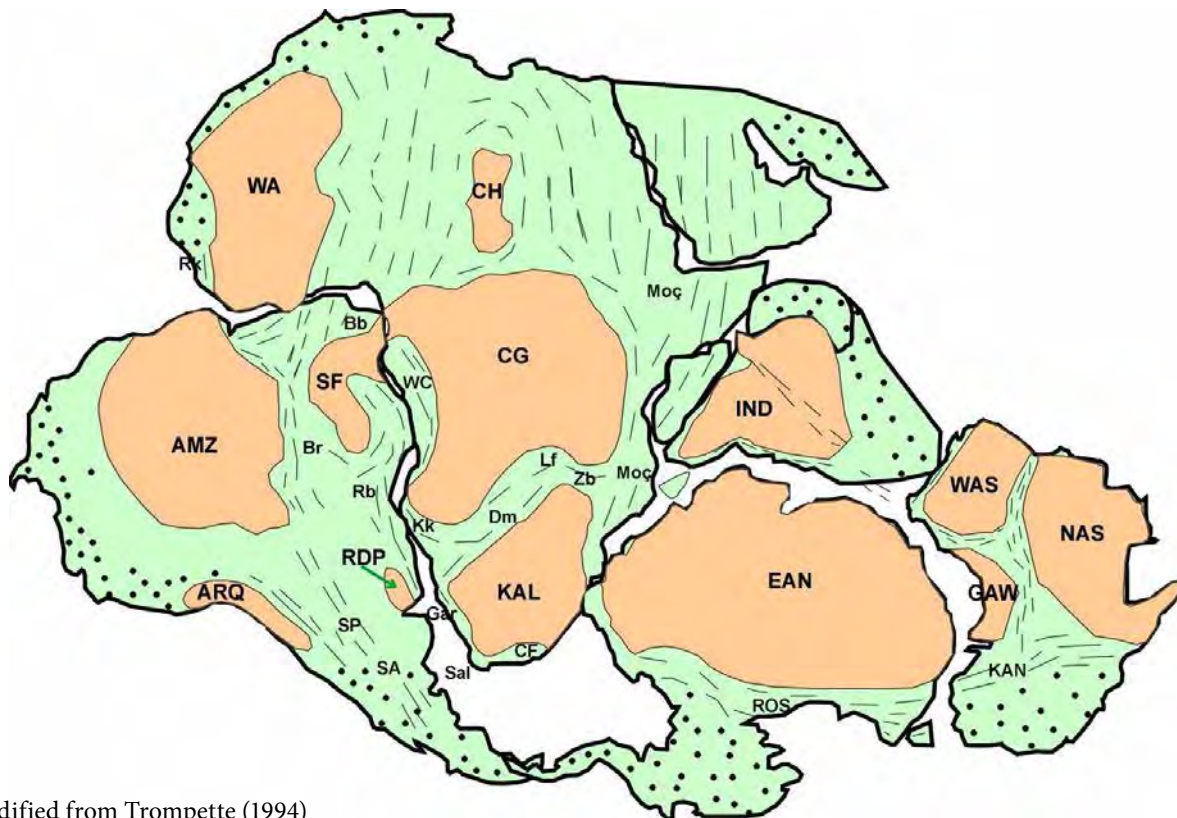 WA
CH
Rk
Moç
Bb
CG
WC
SF
IND
AMZ
Br
Lf
Moç
Zb
WAS
Rb
Dm
NAS
Kk
RDP
EAN
ARQ
KAL
GAW
Gar
SP
CF
SA
Sal
KAN
ROS
dified from Trompette (1994)